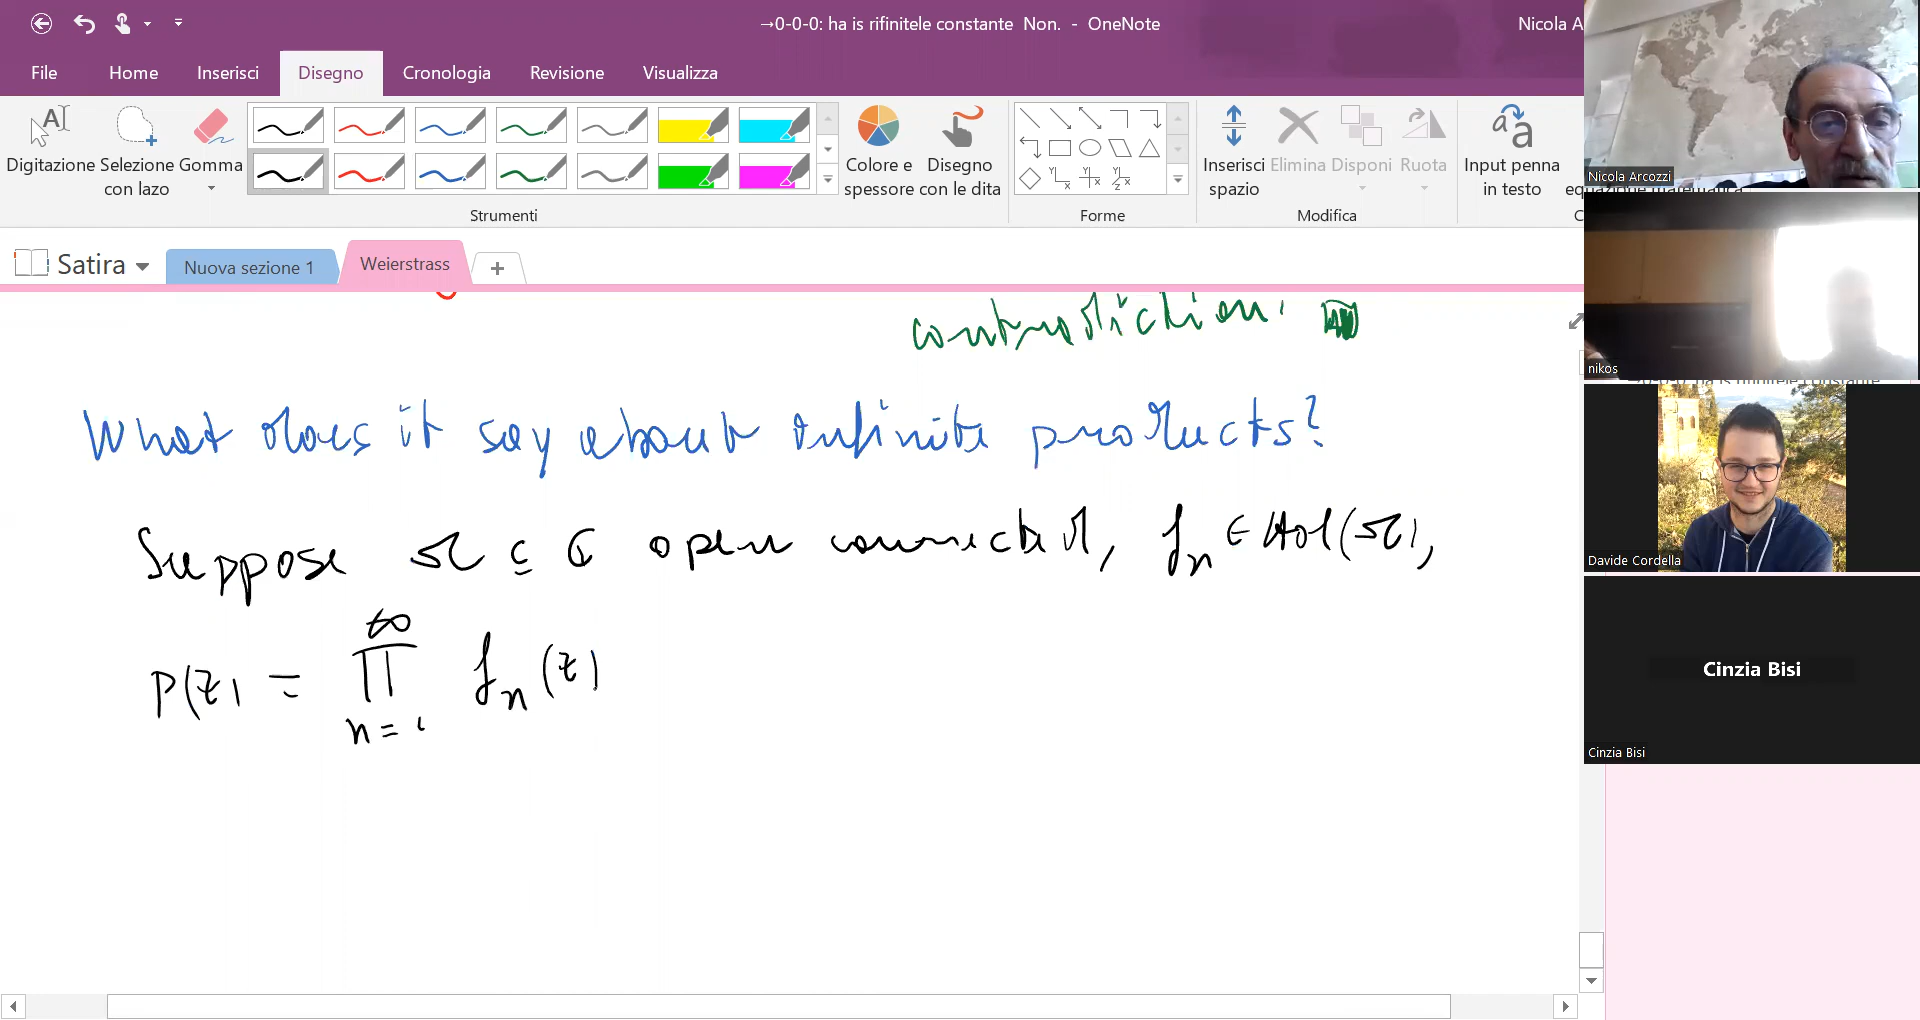 →0-0-0: ha is rifinitele constante Non. - OneNote
Nicola A
File Home Inserisci Disegno Cronologia Revisione Visualizza
Digitazione
Selezione con lazo
Gomma
Strumenti
Colore e spessore
Disegno con le dita
Forme
Inserisci spazio
Elimina
Disponi
Ruota
Modifica
Input penna in testo
Satira
Nuova sezione 1
Weierstrass
contradiction.
What does it say about infinite products?
Suppose Ω ⊆ ℂ open connected, fn ∈ Hol(Ω),
P(z) = ∏ n=1 ∞ fn(z)
Nicola Arcozzi
nikos
Davide Cordella
Cinzia Bisi
Cinzia Bisi